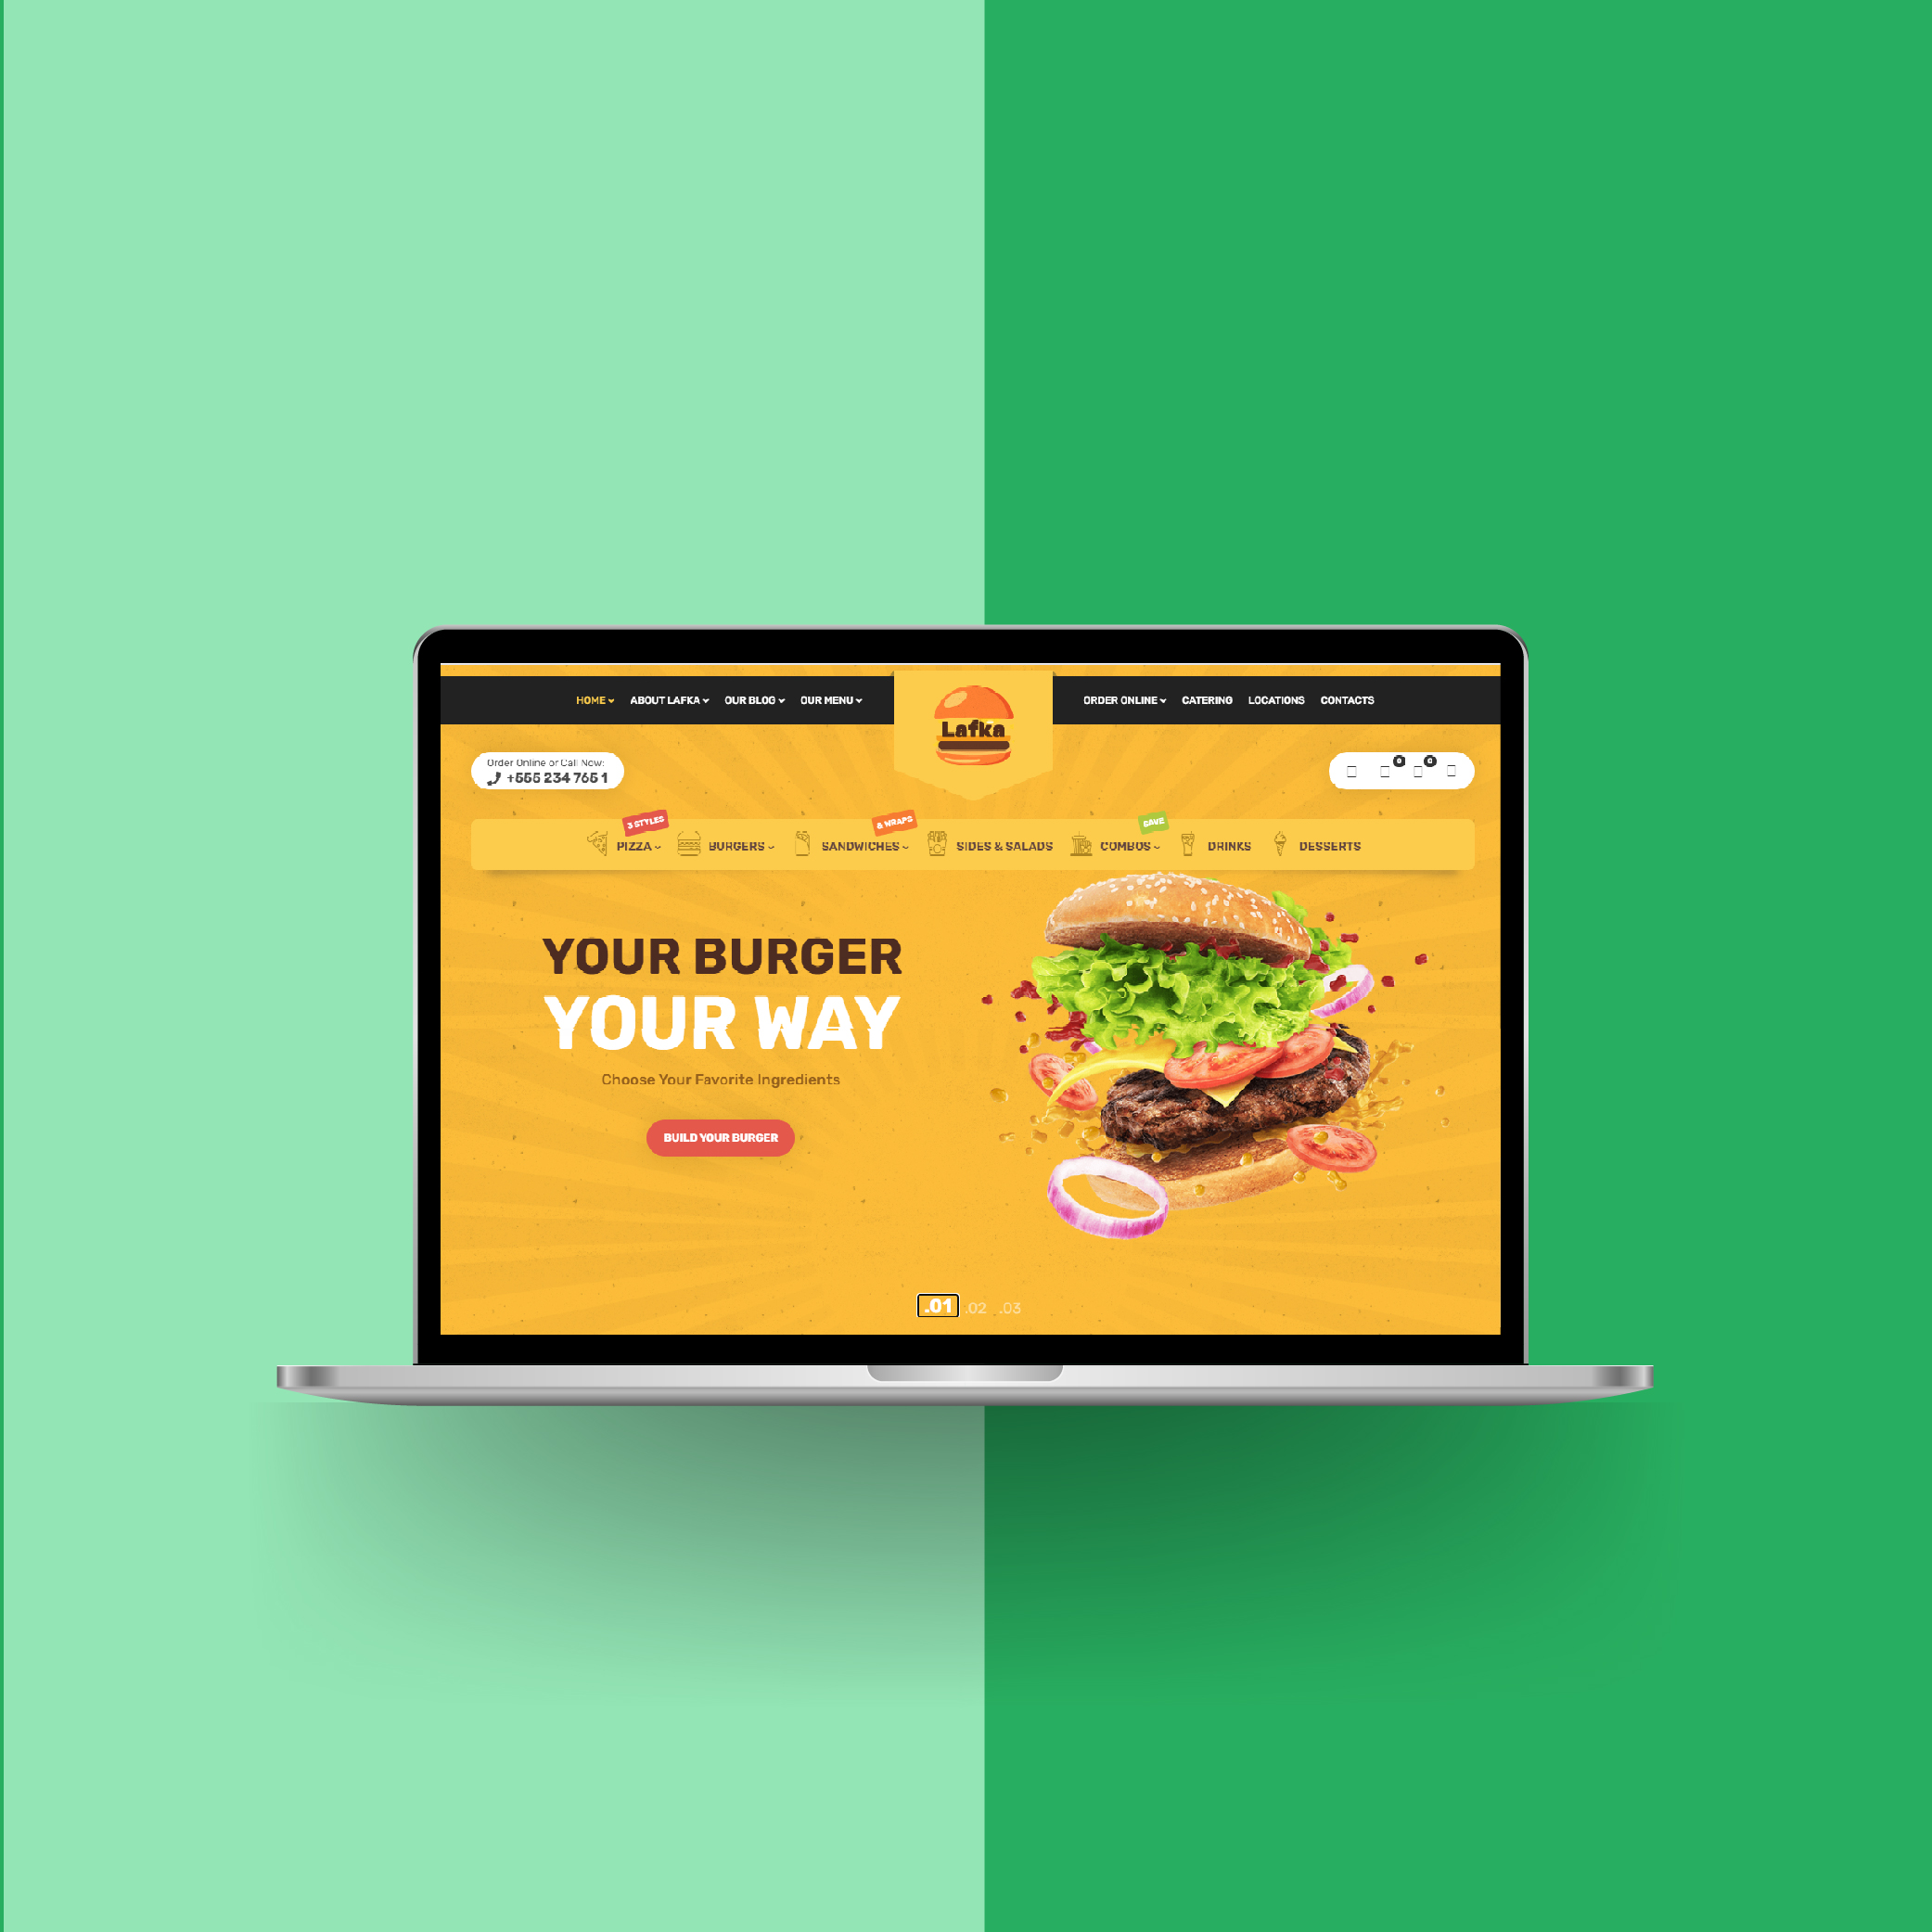 HOME ABOUT LAFKA OUR BLOG OUR MENU
Lafka
ORDER ONLINE CATERING LOCATIONS CONTACTS
Order Online or Call Now:
+555 234 765 1
0 0
3 STYLES 8 WRAPS SAVE
PIZZA BURGERS SANDWICHES SIDES & SALADS COMBOS DRINKS DESSERTS
YOUR BURGER
YOUR WAY
Choose Your Favorite Ingredients
BUILD YOUR BURGER
.01 .02 .03